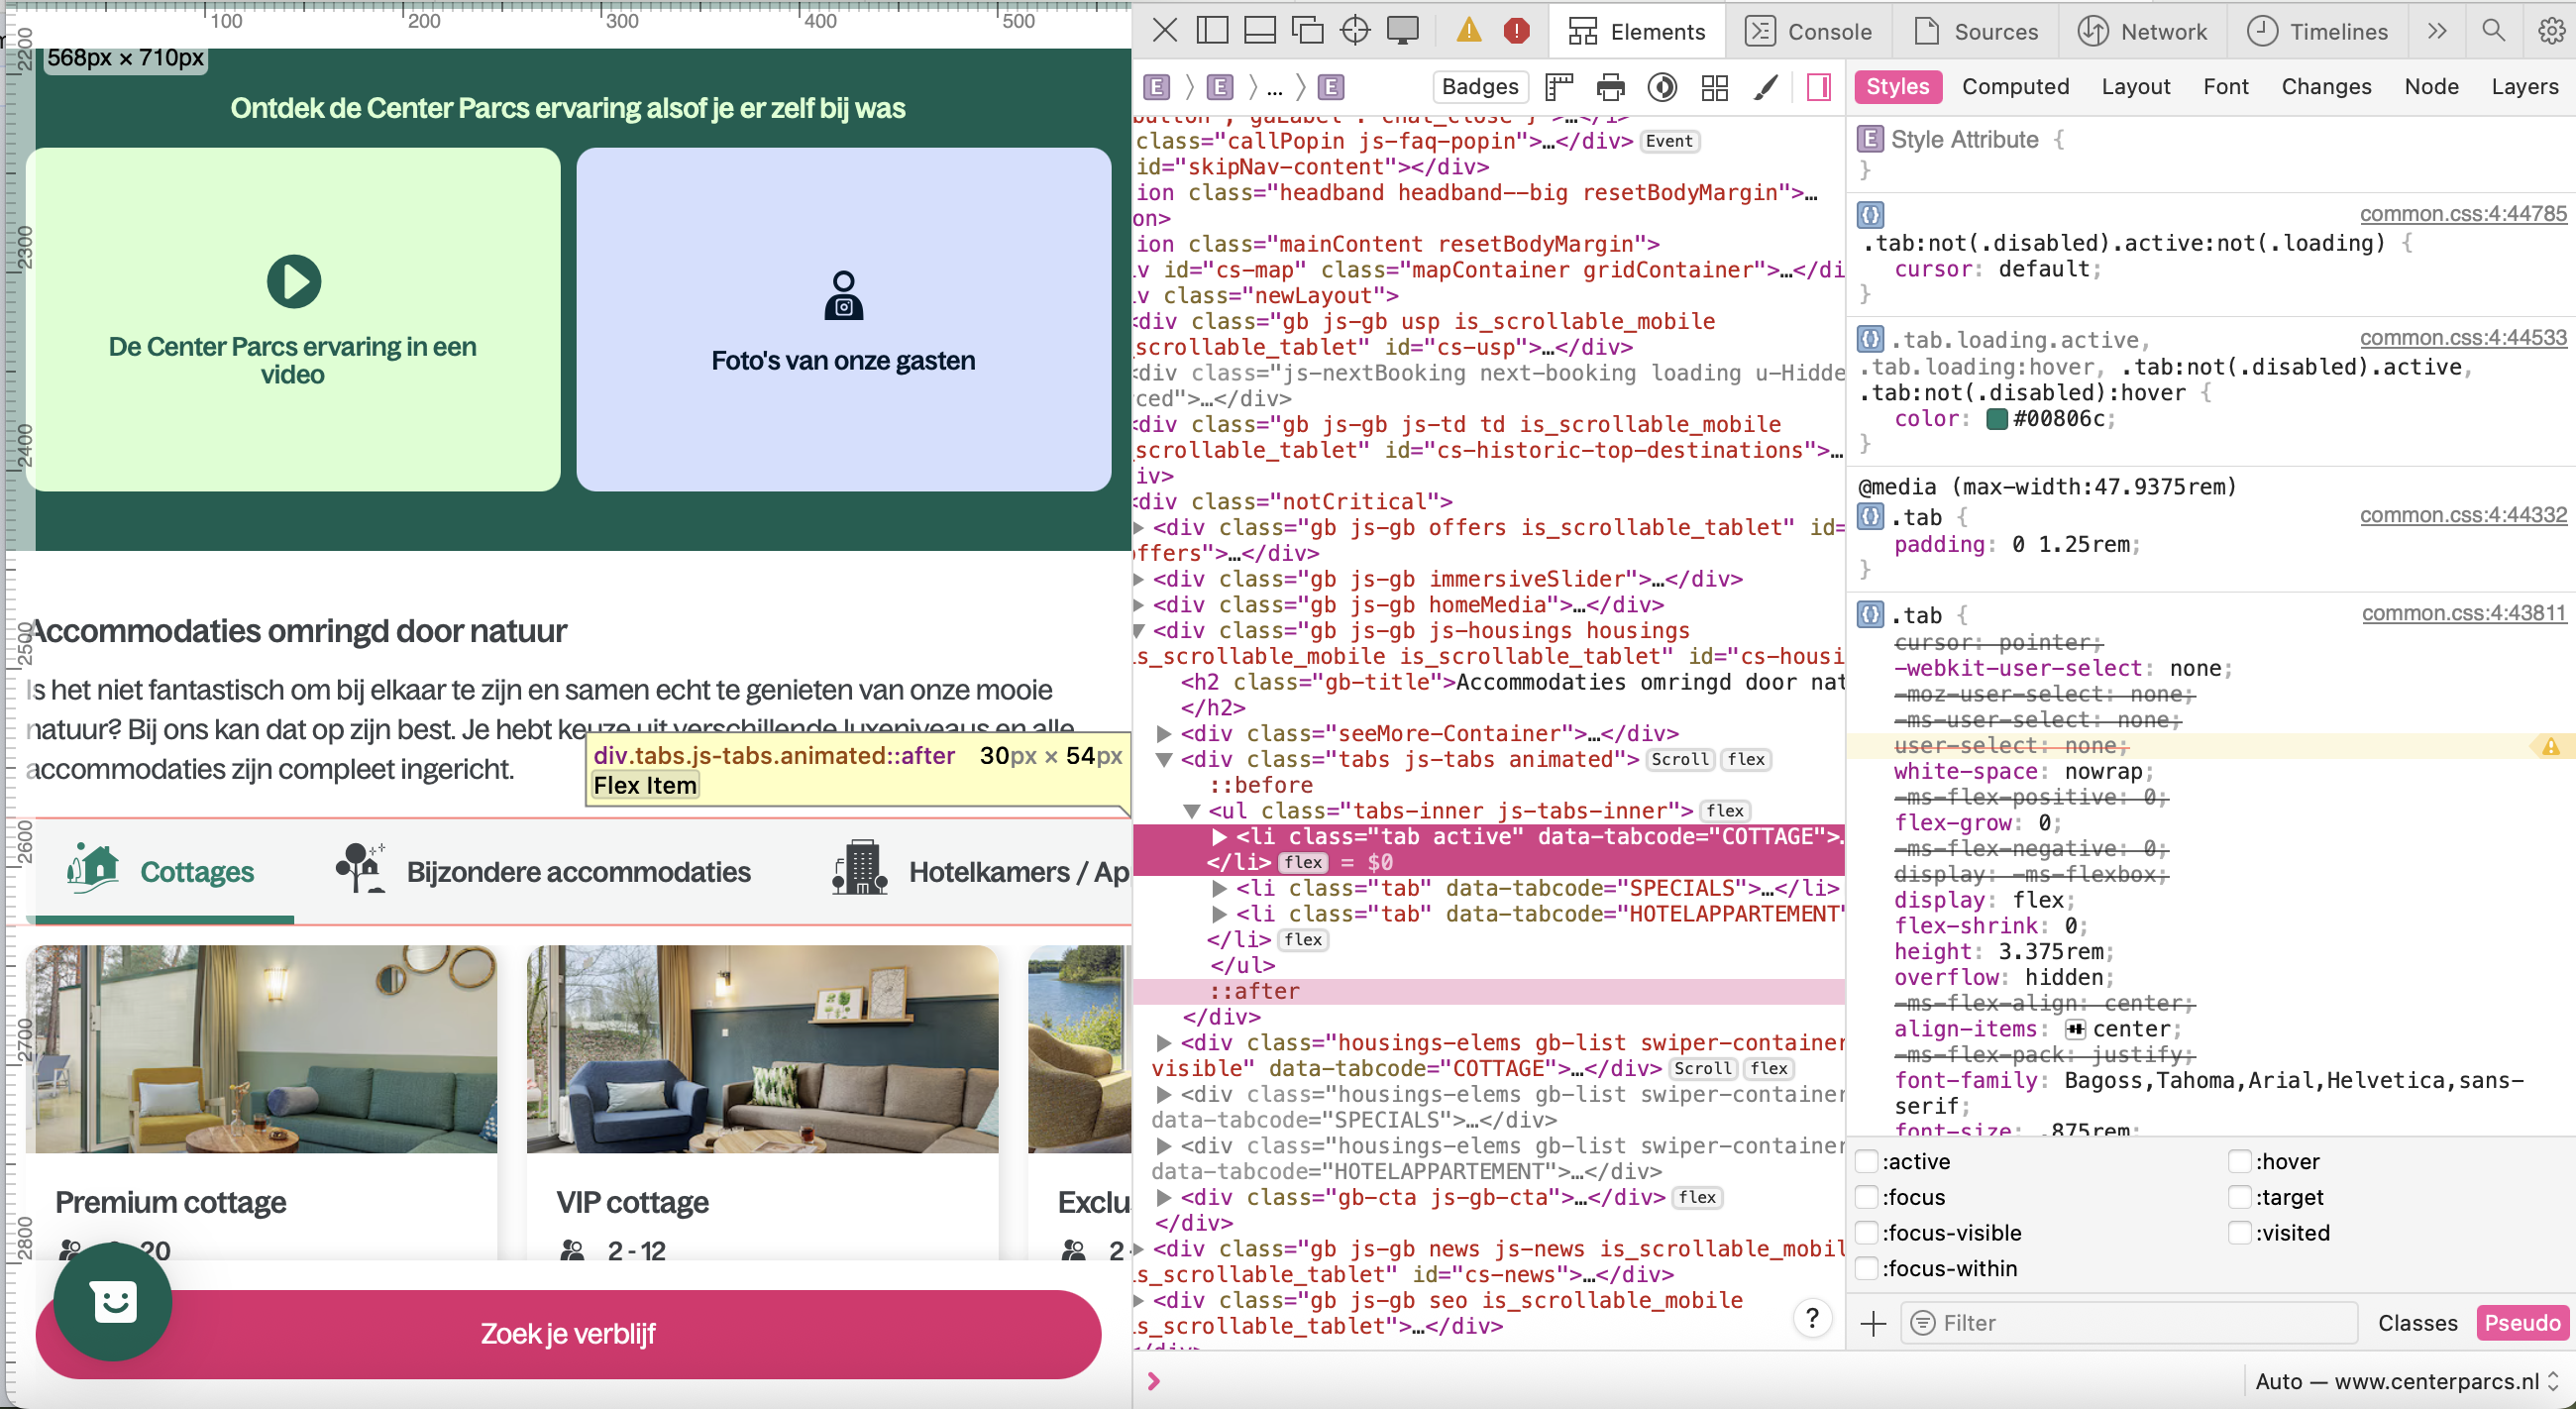 100
200
300
400
500
2200
568px × 710px
Ontdek de Center Parcs ervaring alsof je er zelf bij was
2300
De Center Parcs ervaring in een
video
Foto's van onze gasten
2400
2500
Accommodaties omringd door natuur
Is het niet fantastisch om bij elkaar te zijn en samen echt te genieten van onze mooie
natuur? Bij ons kan dat op zijn best. Je hebt keuze uit verschillende luxeniveaus en alle
accommodaties zijn compleet ingericht.
div.tabs.js-tabs.animated::after 30px × 54px
Flex Item
2600
Cottages
Bijzondere accommodaties
Hotelkamers / Ap
2700
Premium cottage
VIP cottage
Exclu
2800
20
2 - 12
2 -
Zoek je verblijf
Elements
Console
Sources
Network
Timelines
E
E
...
E
Badges
button", "gaLabel":"chat_close"}">…</i>
class="callPopin js-faq-popin">…</div> Event
id="skipNav-content"></div>
ion class="headband headband--big resetBodyMargin">…
on>
ion class="mainContent resetBodyMargin">
v id="cs-map" class="mapContainer gridContainer">…</di
v class="newLayout">
<div class="gb js-gb usp is_scrollable_mobile
scrollable_tablet" id="cs-usp">…</div>
<div class="js-nextBooking next-booking loading u-Hidde
ced">…</div>
<div class="gb js-gb js-td td is_scrollable_mobile
scrollable_tablet" id="cs-historic-top-destinations">…
iv>
<div class="notCritical">
<div class="gb js-gb offers is_scrollable_tablet" id=
offers">…</div>
<div class="gb js-gb immersiveSlider">…</div>
<div class="gb js-gb homeMedia">…</div>
<div class="gb js-gb js-housings housings
is_scrollable_mobile is_scrollable_tablet" id="cs-housi
<h2 class="gb-title">Accommodaties omringd door nat
</h2>
<div class="seeMore-Container">…</div>
<div class="tabs js-tabs animated"> Scroll flex
::before
<ul class="tabs-inner js-tabs-inner"> flex
<li class="tab active" data-tabcode="COTTAGE">.
</li> flex = $0
<li class="tab" data-tabcode="SPECIALS">…</li>
<li class="tab" data-tabcode="HOTELAPPARTEMENT"
</li> flex
</ul>
::after
</div>
<div class="housings-elems gb-list swiper-container
visible" data-tabcode="COTTAGE">…</div> Scroll flex
<div class="housings-elems gb-list swiper-container
data-tabcode="SPECIALS">…</div>
<div class="housings-elems gb-list swiper-container
data-tabcode="HOTELAPPARTEMENT">…</div>
<div class="gb-cta js-gb-cta">…</div> flex
</div>
<div class="gb js-gb news js-news is_scrollable_mobil
is_scrollable_tablet" id="cs-news">…</div>
<div class="gb js-gb seo is_scrollable_mobile
is_scrollable_tablet">…</div>
</div>
?
Styles
Computed
Layout
Font
Changes
Node
Layers
E Style Attribute {
}
common.css:4:44785
.tab:not(.disabled).active:not(.loading) {
cursor: default;
}
.tab.loading.active, common.css:4:44533
.tab.loading:hover, .tab:not(.disabled).active,
.tab:not(.disabled):hover {
color: #00806c;
}
@media (max-width:47.9375rem)
.tab { common.css:4:44332
padding: 0 1.25rem;
}
.tab { common.css:4:43811
cursor: pointer;
-webkit-user-select: none;
-moz-user-select: none;
-ms-user-select: none;
user-select: none;
white-space: nowrap;
-ms-flex-positive: 0;
flex-grow: 0;
-ms-flex-negative: 0;
display: -ms-flexbox;
display: flex;
flex-shrink: 0;
height: 3.375rem;
overflow: hidden;
-ms-flex-align: center;
align-items: center;
-ms-flex-pack: justify;
font-family: Bagoss,Tahoma,Arial,Helvetica,sans-
serif;
font-size: .875rem;
:active
:hover
:focus
:target
:focus-visible
:visited
:focus-within
Filter
Classes
Pseudo
Auto — www.centerparcs.nl